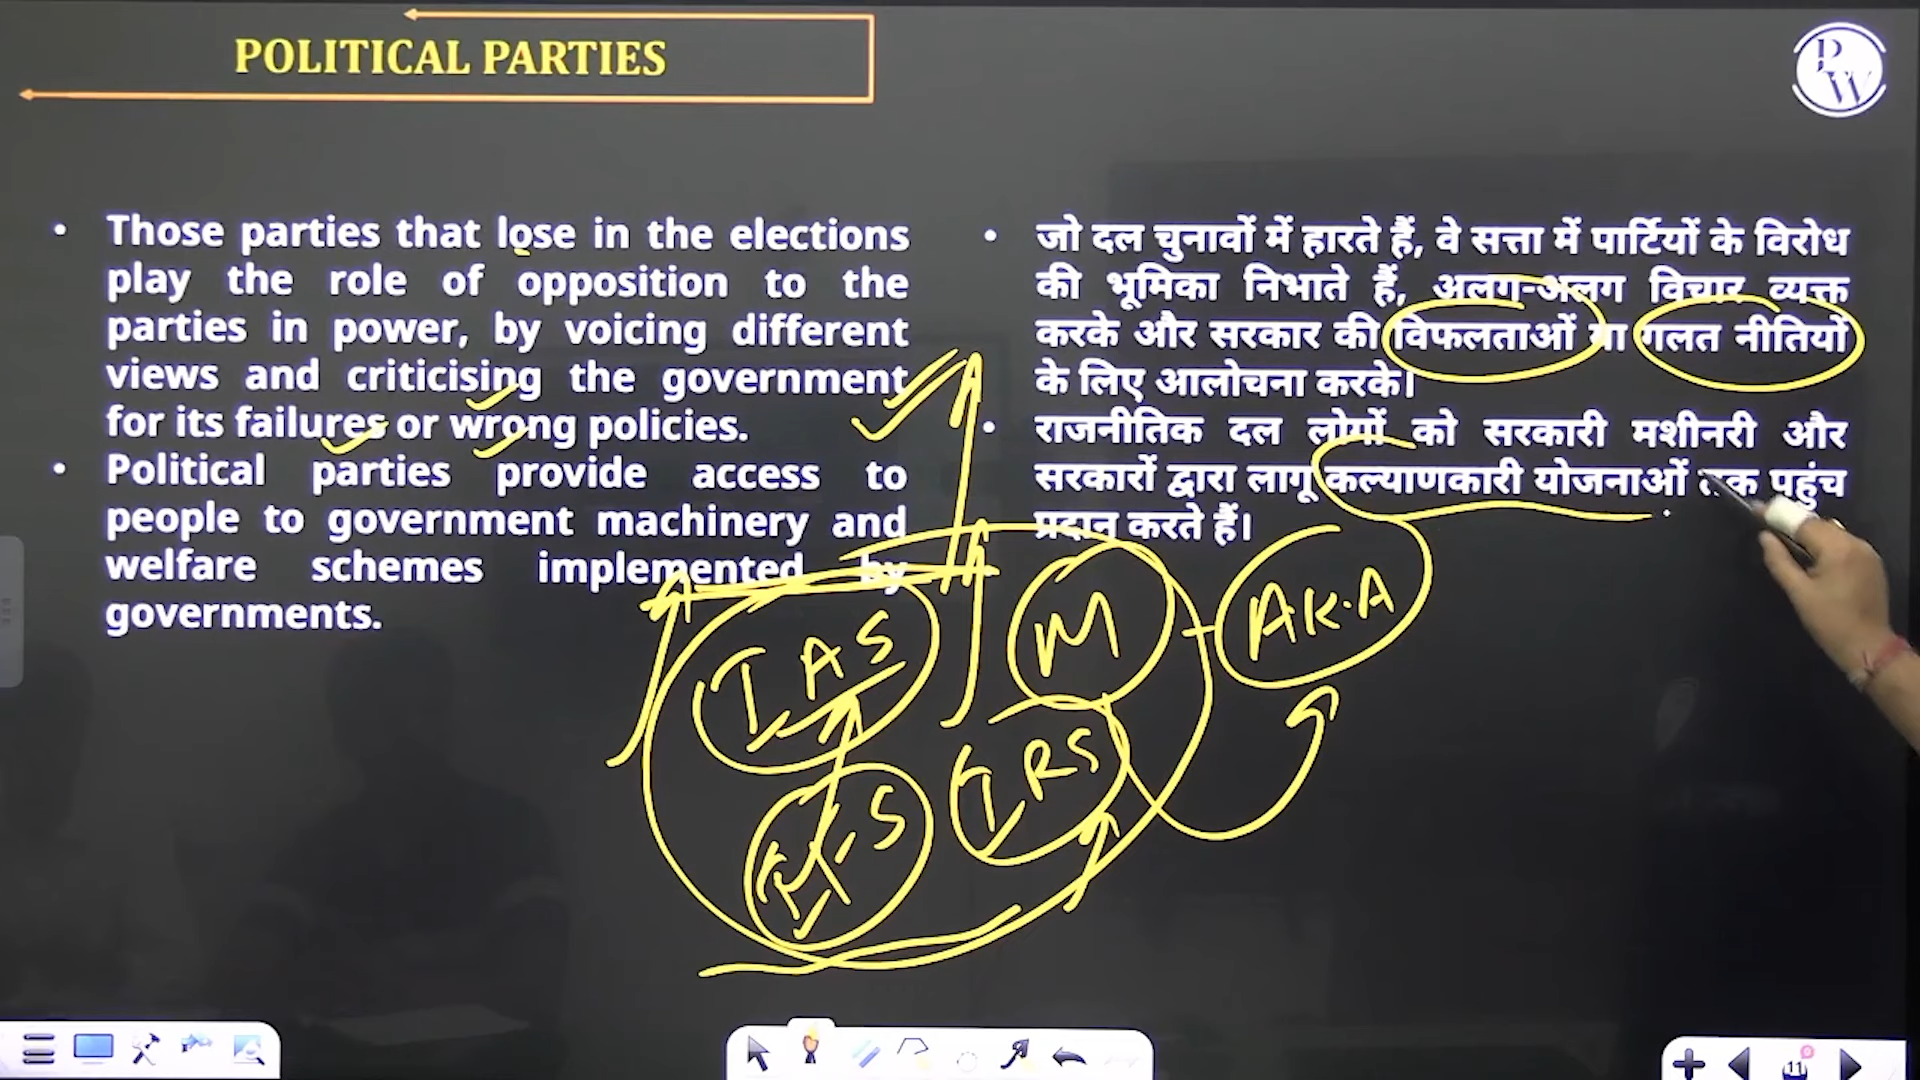 POLITICAL PARTIES
PW
• Those parties that lose in the elections
play the role of opposition to the
parties in power, by voicing different
views and criticising the government
for its failures or wrong policies.
• Political parties provide access to
people to government machinery and
welfare schemes implemented by
governments.
• जो दल चुनावों में हारते हैं, वे सत्ता में पार्टियों के विरोध
की भूमिका निभाते हैं, अलग-अलग विचार व्यक्त
करके और सरकार की विफलताओं या गलत नीतियों
के लिए आलोचना करके।
• राजनीतिक दल लोगों को सरकारी मशीनरी और
सरकारों द्वारा लागू कल्याणकारी योजनाओं तक पहुंच
प्रदान करते हैं।
IAS
M
A.K.A
IRS
11